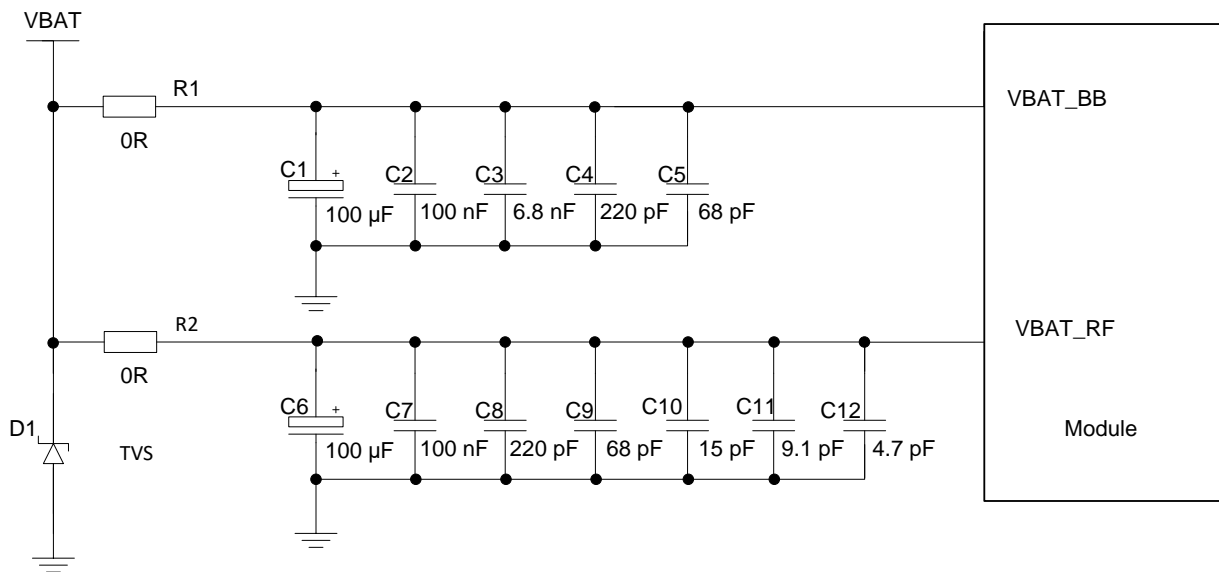 VBAT
R1
0R
VBAT_BB
C1
+
100 µF
C2
100 nF
C3
6.8 nF
C4
220 pF
C5
68 pF
R2
0R
VBAT_RF
C6
+
100 µF
C7
100 nF
C8
220 pF
C9
68 pF
C10
15 pF
C11
9.1 pF
C12
4.7 pF
Module
D1
TVS